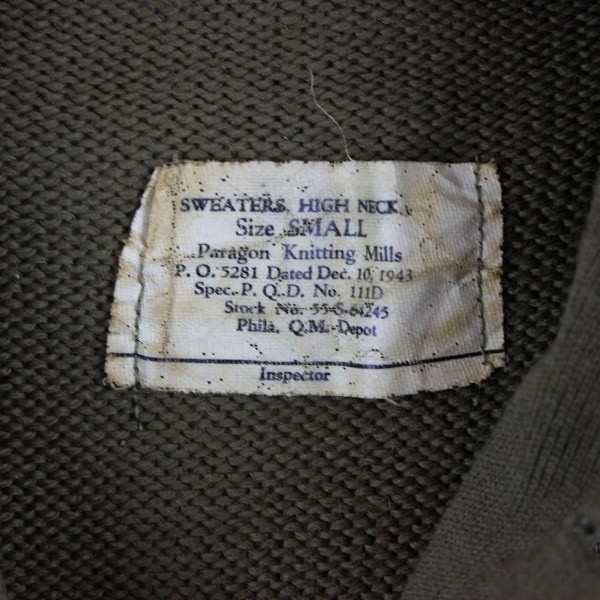 SWEATERS, HIGH NECK.
Size SMALL
Paragon Knitting Mills
P. O. 5281 Dated Dec. 10, 1943
Spec. P. Q. D. No. 111D
Stock No. 55-S-64245
Phila. Q.M. Depot
Inspector